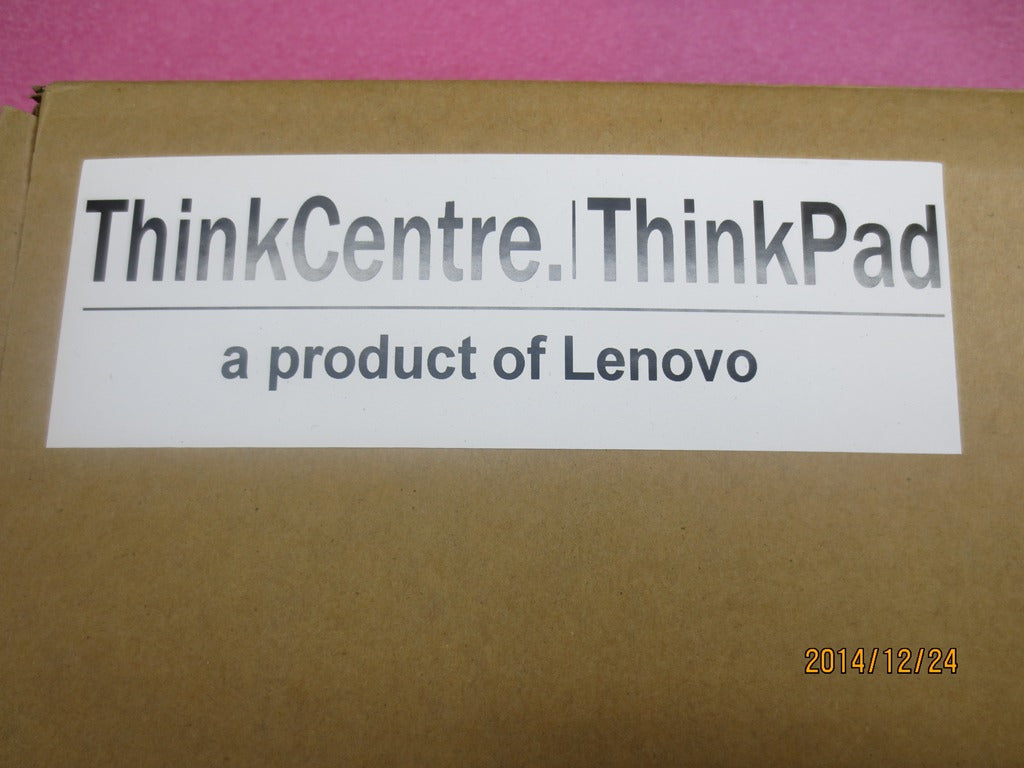 ThinkCentre.|ThinkPad
a product of Lenovo
2014/12/24